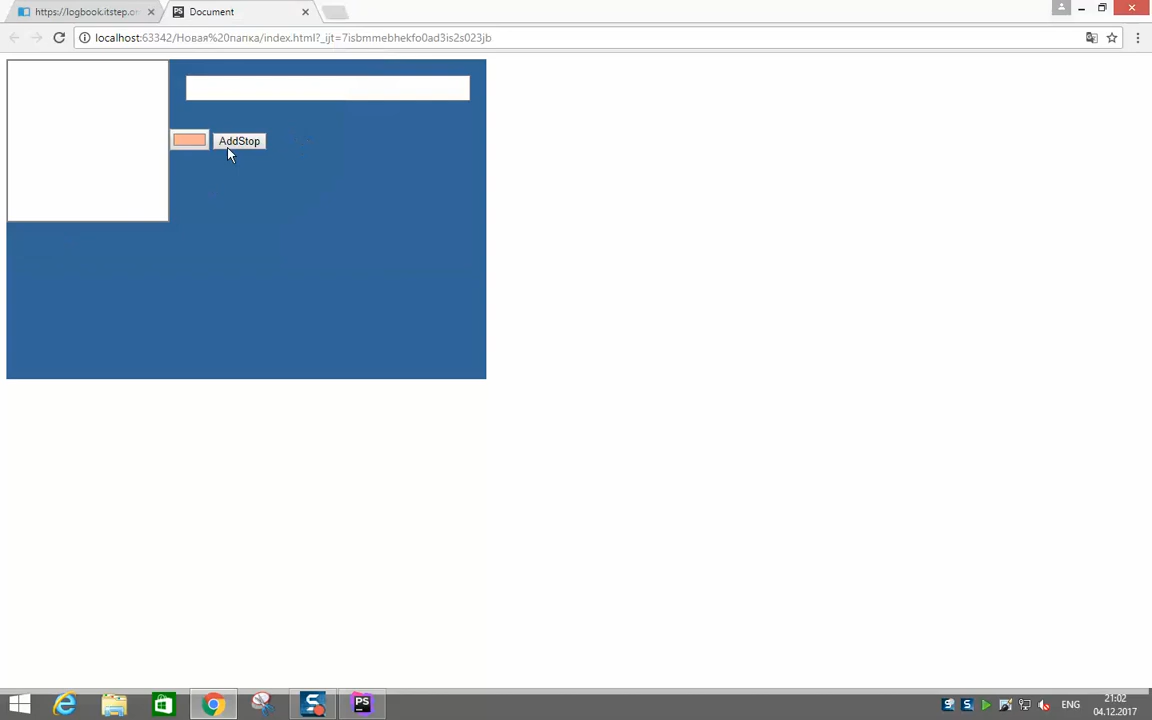 https://logbook.itstep.or
Document
localhost:63342/Новая%20папка/index.html?_ijt=7isbmmebhekfo0ad3is2s023jb
AddStop
PS
ENG
21:02
04.12.2017